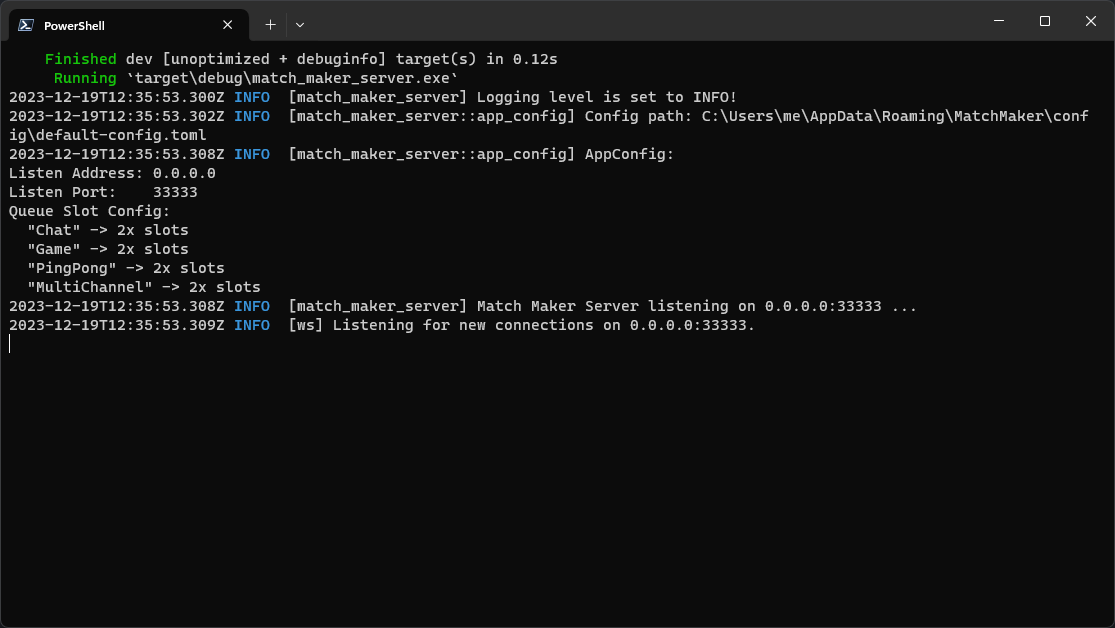 PowerShell
    Finished dev [unoptimized + debuginfo] target(s) in 0.12s
     Running `target\debug\match_maker_server.exe`
2023-12-19T12:35:53.300Z INFO  [match_maker_server] Logging level is set to INFO!
2023-12-19T12:35:53.302Z INFO  [match_maker_server::app_config] Config path: C:\Users\me\AppData\Roaming\MatchMaker\conf
ig\default-config.toml
2023-12-19T12:35:53.308Z INFO  [match_maker_server::app_config] AppConfig:
Listen Address: 0.0.0.0
Listen Port:    33333
Queue Slot Config:
  "Chat" -> 2x slots
  "Game" -> 2x slots
  "PingPong" -> 2x slots
  "MultiChannel" -> 2x slots
2023-12-19T12:35:53.308Z INFO  [match_maker_server] Match Maker Server listening on 0.0.0.0:33333 ...
2023-12-19T12:35:53.309Z INFO  [ws] Listening for new connections on 0.0.0.0:33333.